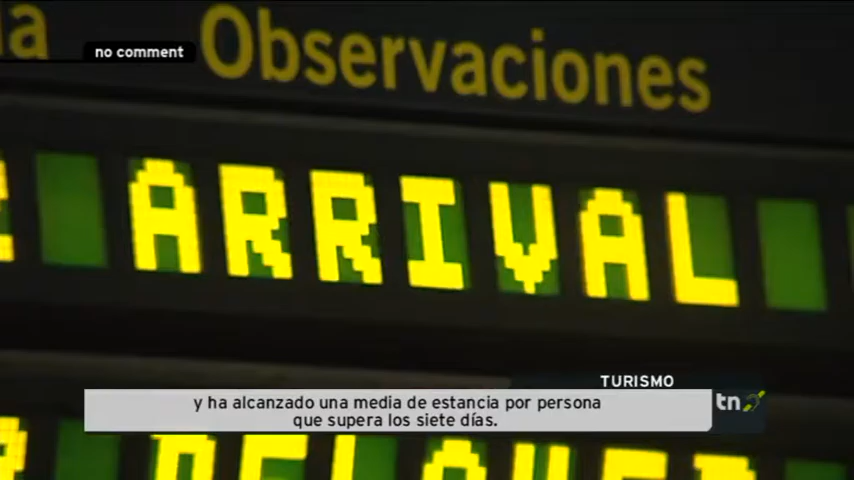 Observaciones
no comment
ARRIVAL
TURISMO
y ha alcanzado una media de estancia por persona
que supera los siete días.
tn
DELAYED